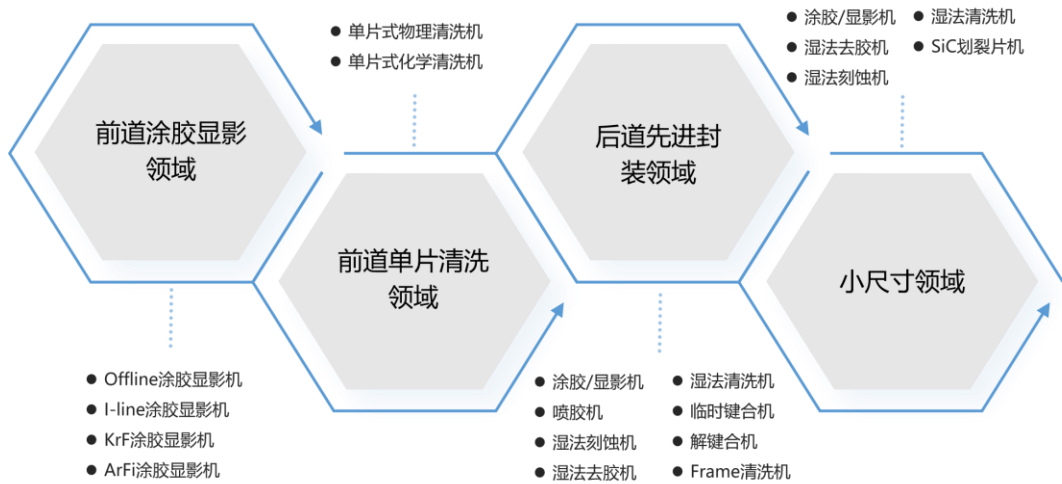 前道涂胶显影
领域
● Offline涂胶显影机
● I-line涂胶显影机
● KrF涂胶显影机
● ArFi涂胶显影机
● 单片式物理清洗机
● 单片式化学清洗机
前道单片清洗
领域
后道先进封
装领域
● 涂胶/显影机
● 喷胶机
● 湿法刻蚀机
● 湿法去胶机
● 湿法清洗机
● 临时键合机
● 解键合机
● Frame清洗机
● 涂胶/显影机
● 湿法去胶机
● 湿法刻蚀机
● 湿法清洗机
● SiC划裂片机
小尺寸领域